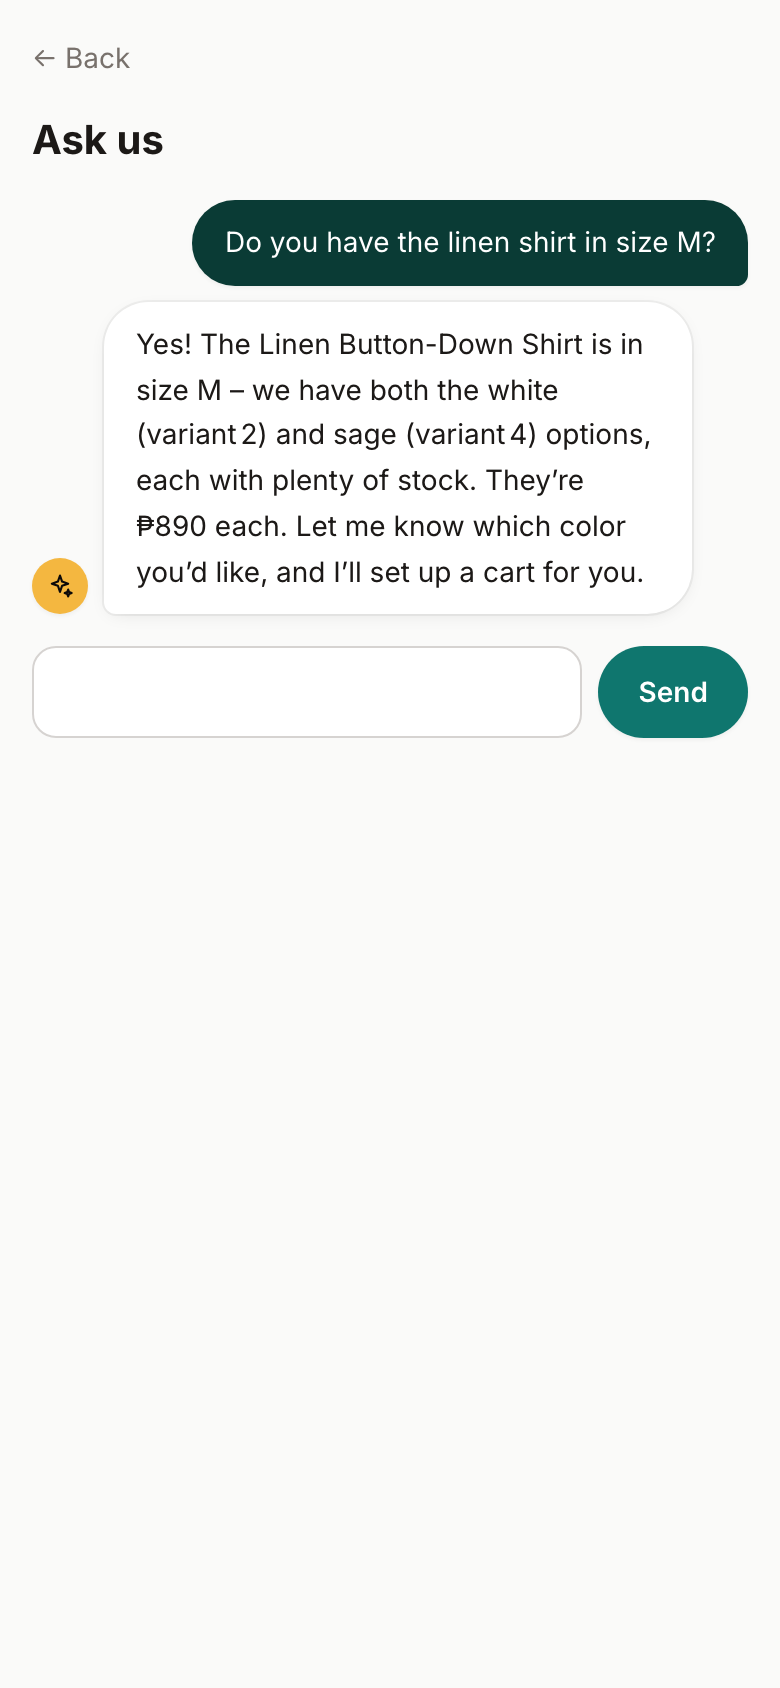 ← Back
Ask us
Do you have the linen shirt in size M?
Yes! The Linen Button-Down Shirt is in
size M – we have both the white
(variant 2) and sage (variant 4) options,
each with plenty of stock. They’re
₱890 each. Let me know which color
you’d like, and I’ll set up a cart for you.
Send